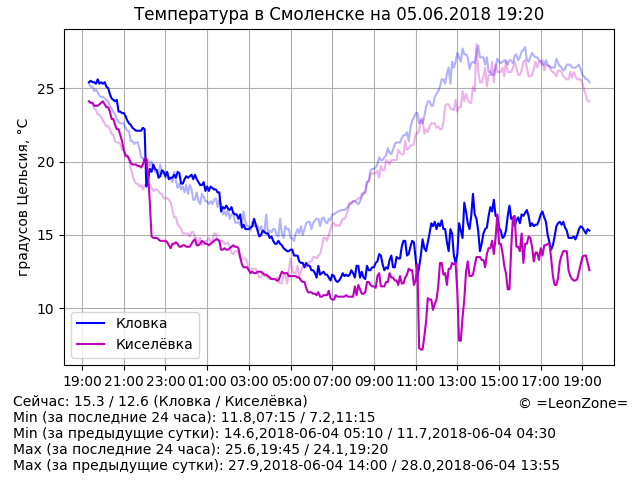 Температура в Смоленске на 05.06.2018 19:20
градусов Цельсия, °C
25
20
15
10
Кловка
Киселёвка
19:00 21:00 23:00 01:00 03:00 05:00 07:00 09:00 11:00 13:00 15:00 17:00 19:00
Сейчас: 15.3 / 12.6 (Кловка / Киселёвка)
© =LeonZone=
Min (за последние 24 часа): 11.8,07:15 / 7.2,11:15
Min (за предыдущие сутки): 14.6,2018-06-04 05:10 / 11.7,2018-06-04 04:30
Max (за последние 24 часа): 25.6,19:45 / 24.1,19:20
Max (за предыдущие сутки): 27.9,2018-06-04 14:00 / 28.0,2018-06-04 13:55